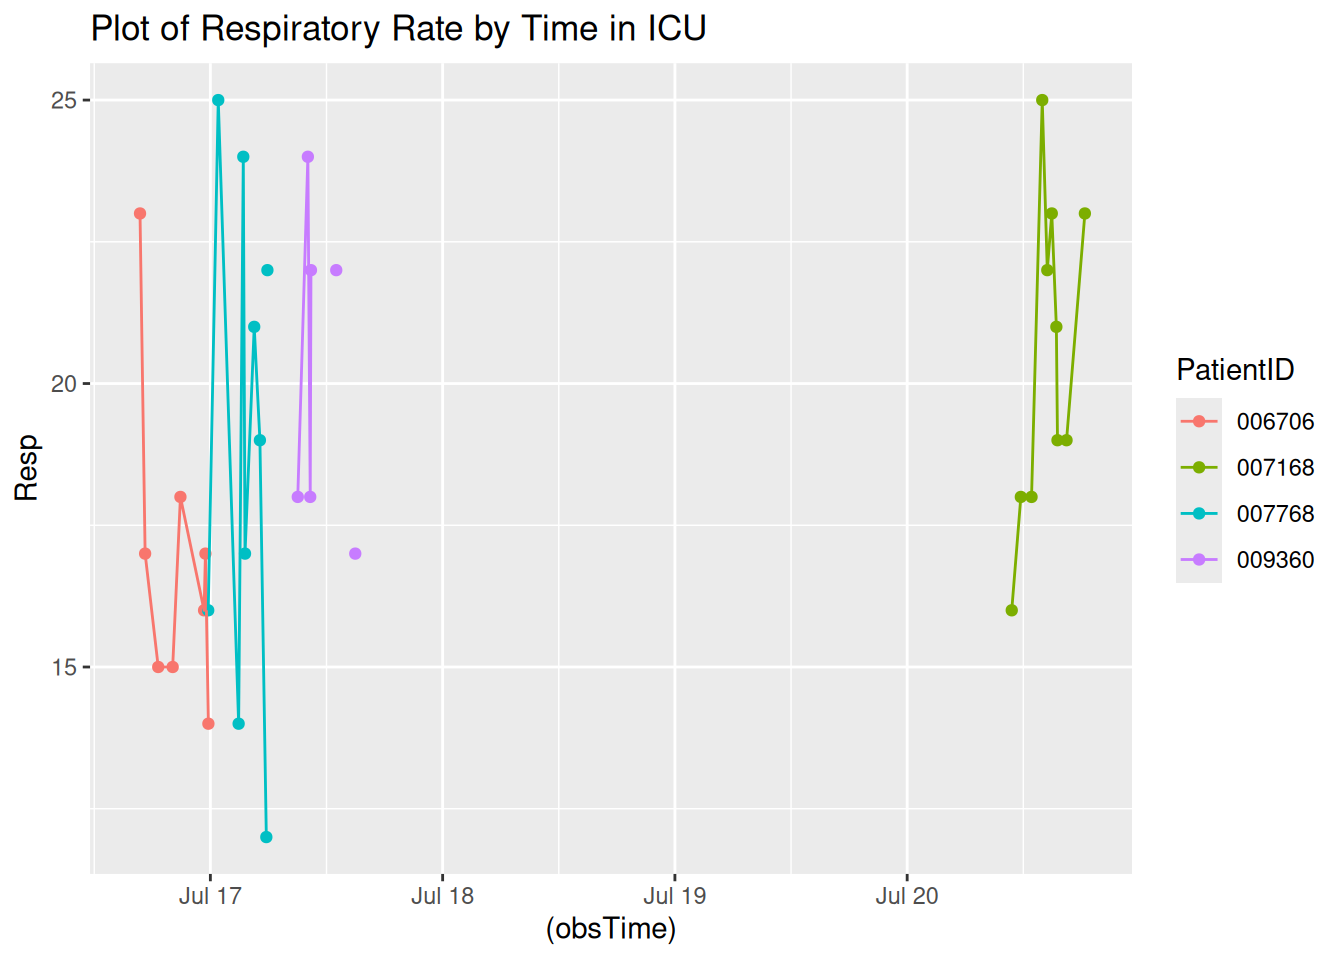 Plot of Respiratory Rate by Time in ICU
25
20
15
Resp
Jul 17
Jul 18
Jul 19
Jul 20
(obsTime)
PatientID
006706
007168
007768
009360